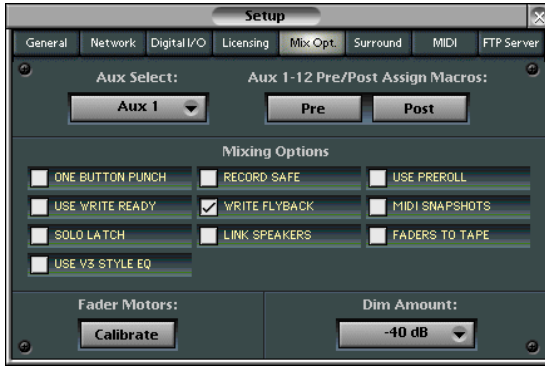 Setup
General Network Digital I/O Licensing Mix Opt. Surround MIDI FTP Server
Aux Select: Aux 1-12 Pre/Post Assign Macros:
Aux 1 Pre Post
Mixing Options
ONE BUTTON PUNCH RECORD SAFE USE PREROLL
USE WRITE READY WRITE FLYBACK MIDI SNAPSHOTS
SOLO LATCH LINK SPEAKERS FADERS TO TAPE
USE V3 STYLE EQ
Fader Motors: Dim Amount:
Calibrate -40 dB